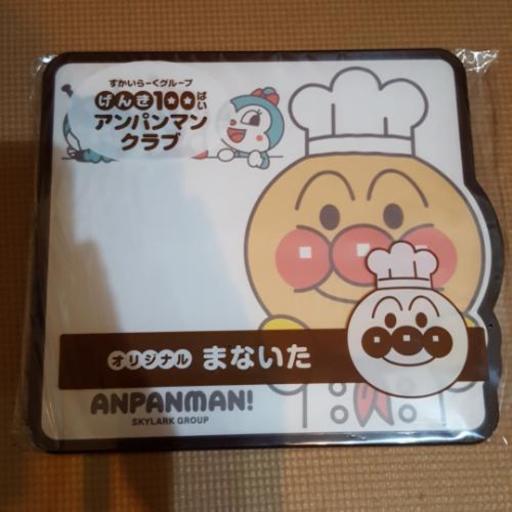 すかいらーくグループ
げんき100ばい
アンパンマン
クラブ
オリジナル まないた
ANPANMAN!
SKYLARK GROUP